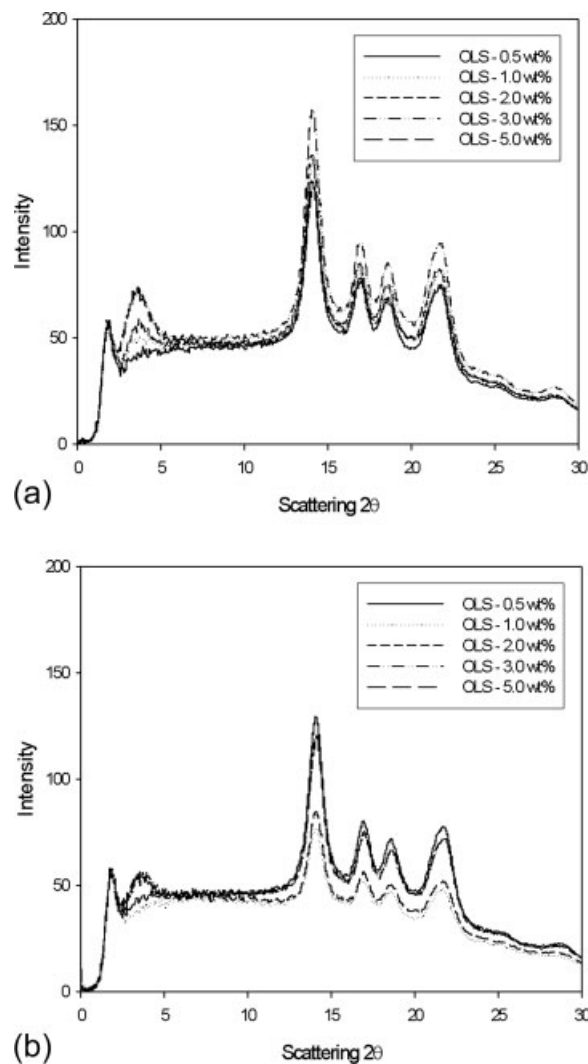 200
150
100
50
0
Intensity
OLS - 0.5 wt%
OLS - 1.0 wt%
OLS - 2.0 wt%
OLS - 3.0 wt%
OLS - 5.0 wt%
0 5 10 15 20 25 30
Scattering 2θ
(a)
200
150
100
50
0
Intensity
OLS - 0.5 wt%
OLS - 1.0 wt%
OLS - 2.0 wt%
OLS - 3.0 wt%
OLS - 5.0 wt%
0 5 10 15 20 25 30
Scattering 2θ
(b)